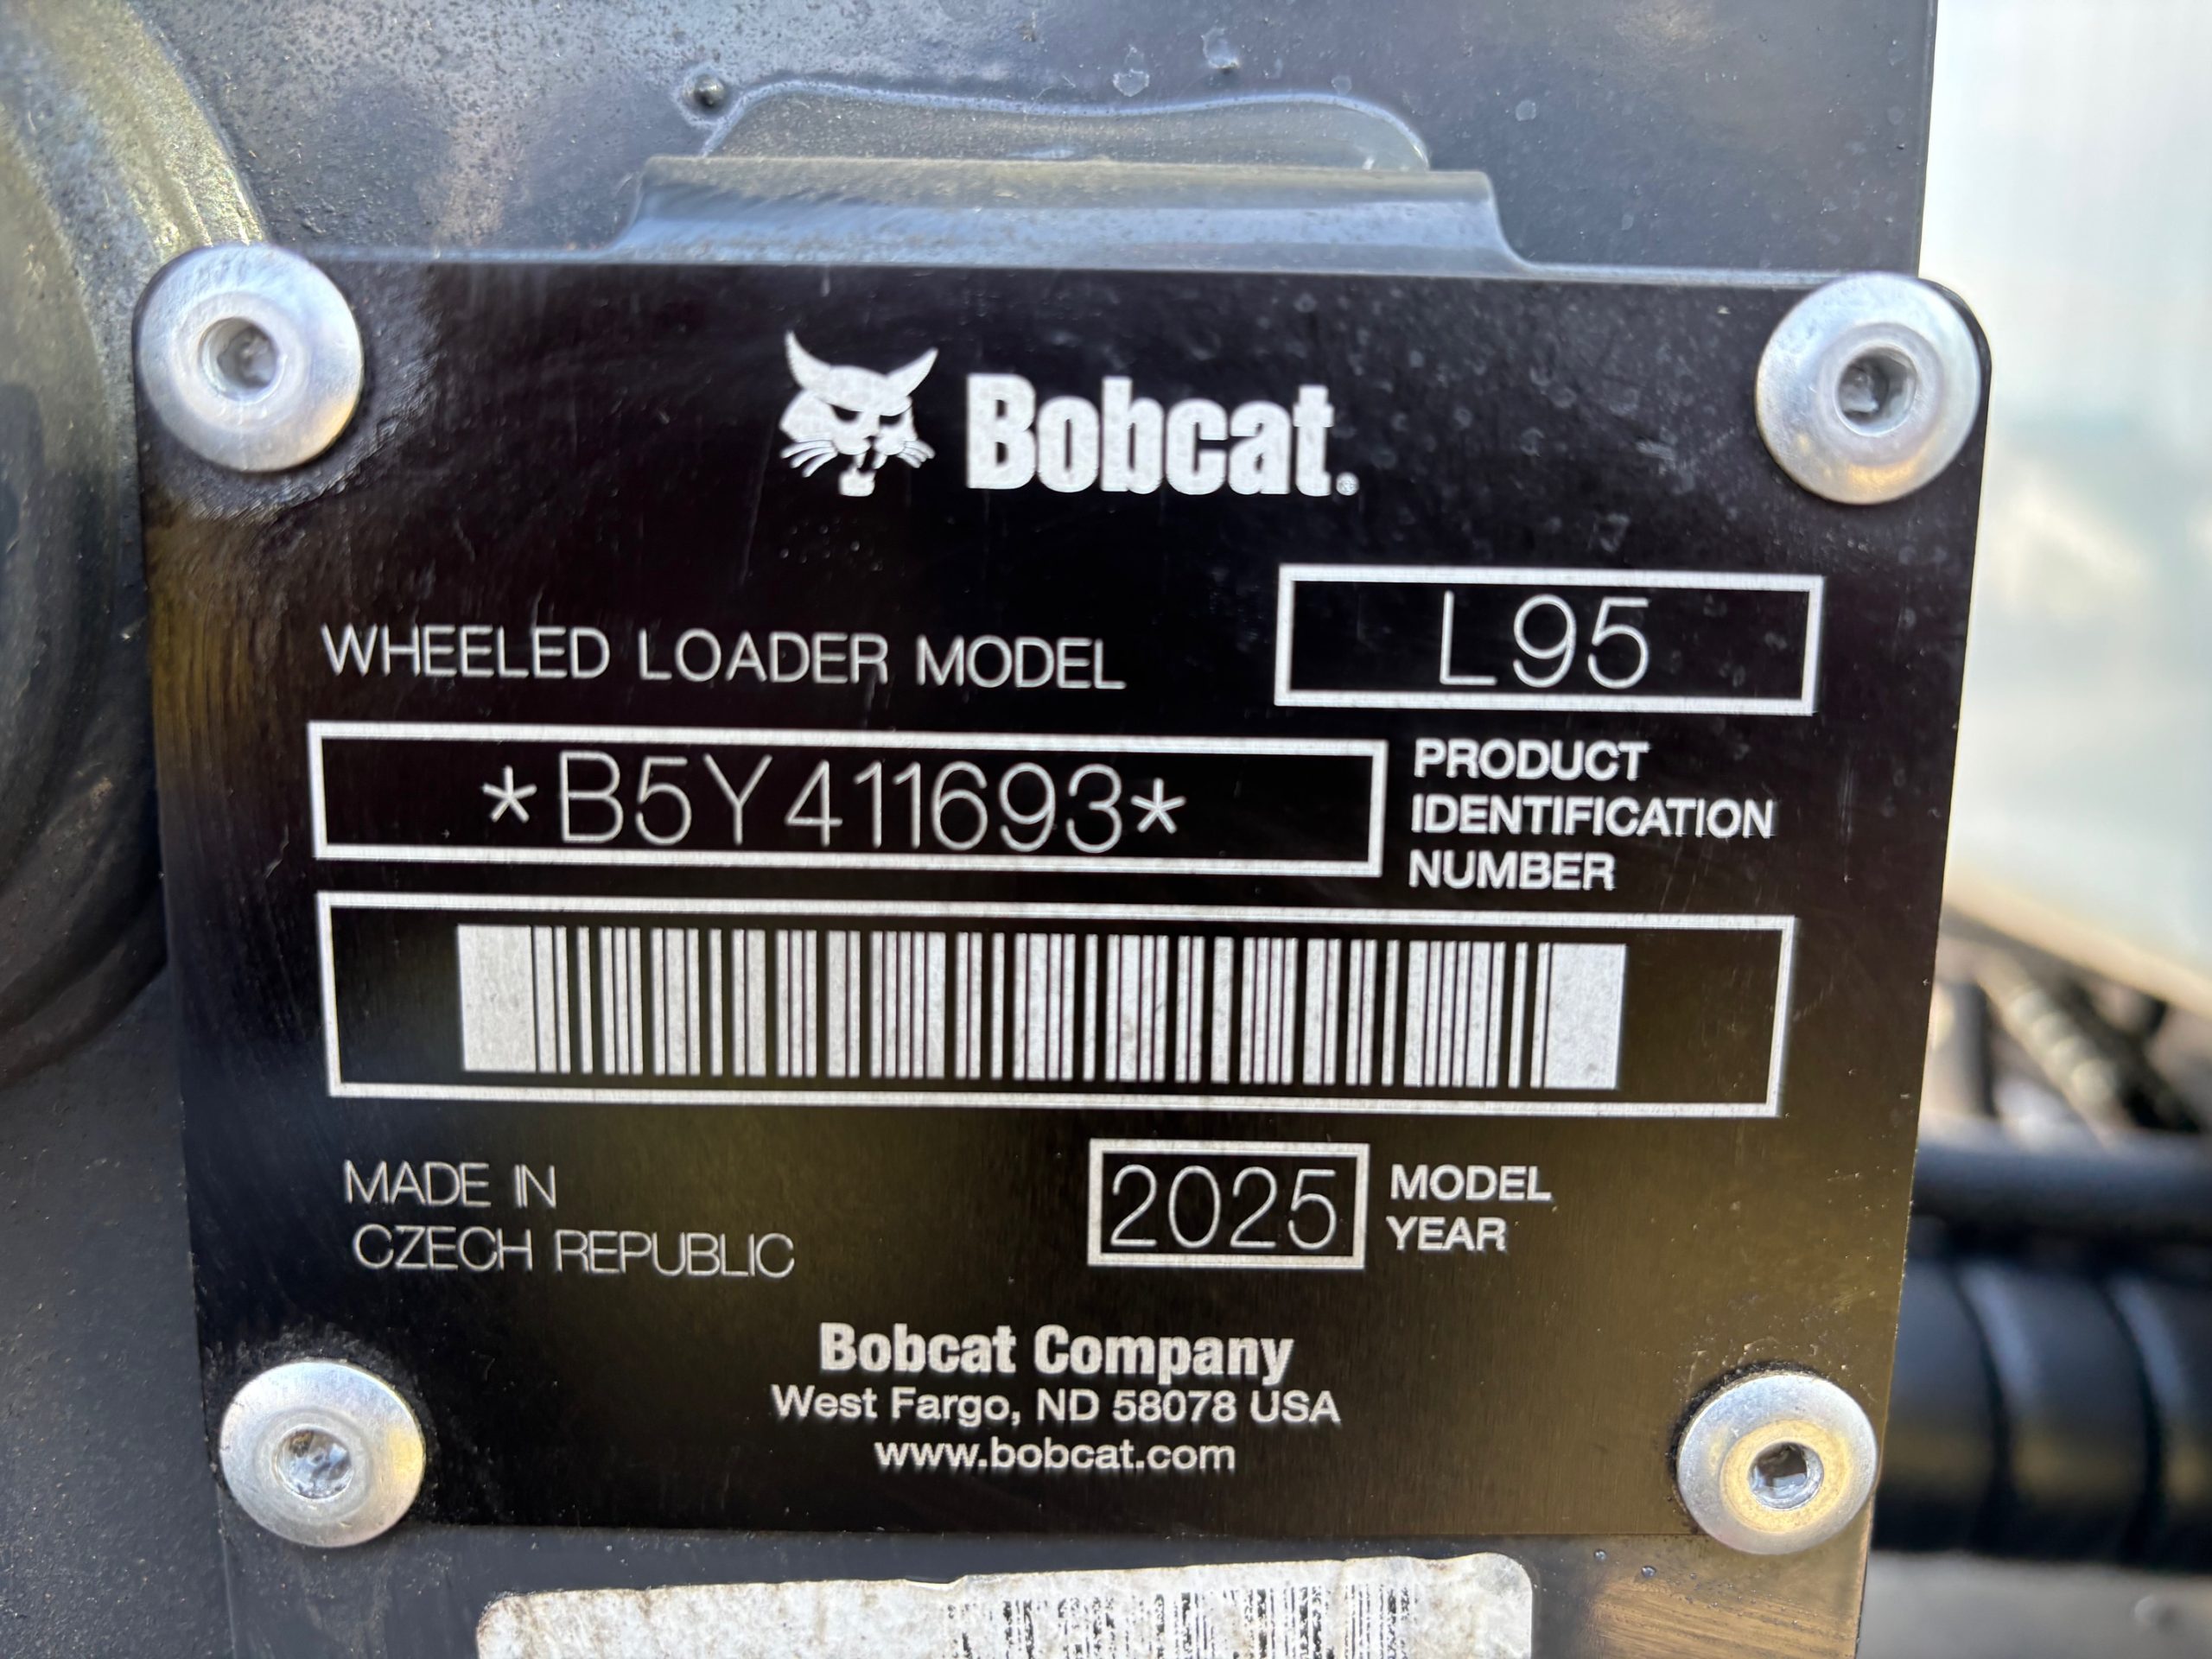 Bobcat®
WHEELED LOADER MODEL L95
*B5Y411693*
PRODUCT
IDENTIFICATION
NUMBER
MADE IN
CZECH REPUBLIC
2025
MODEL
YEAR
Bobcat Company
West Fargo, ND 58078 USA
www.bobcat.com